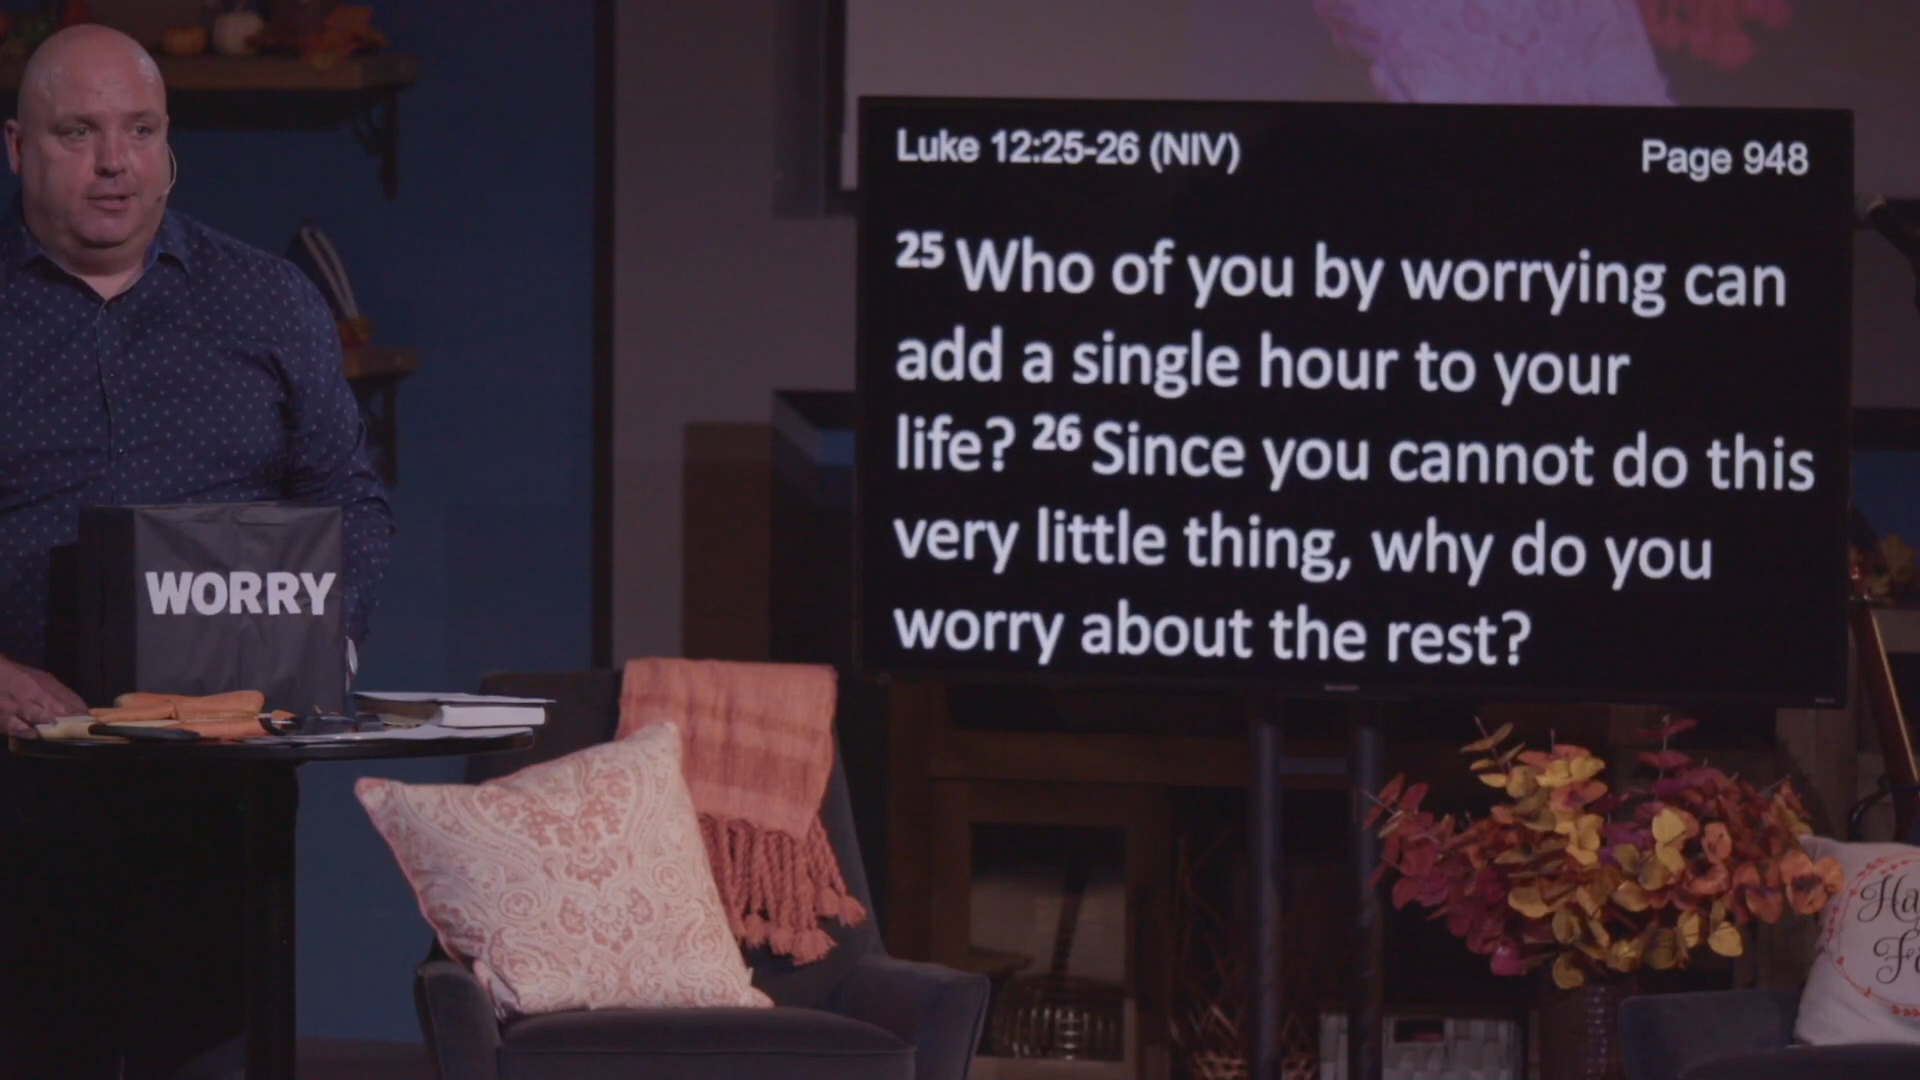 Luke 12:25-26 (NIV)
Page 948
25 Who of you by worrying can
add a single hour to your
life? 26 Since you cannot do this
very little thing, why do you
worry about the rest?
WORRY